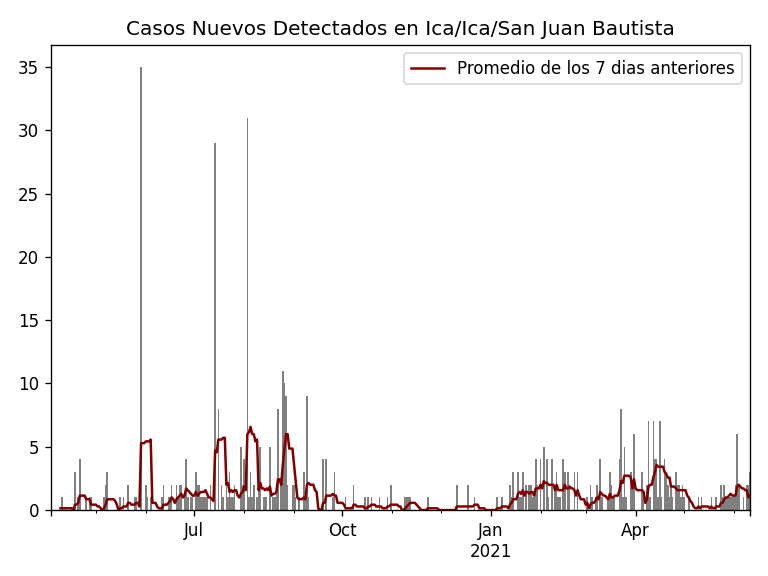 Casos Nuevos Detectados en Ica/Ica/San Juan Bautista
Promedio de los 7 dias anteriores
35
30
25
20
15
10
5
0
Jul
Oct
Jan
Apr
2021